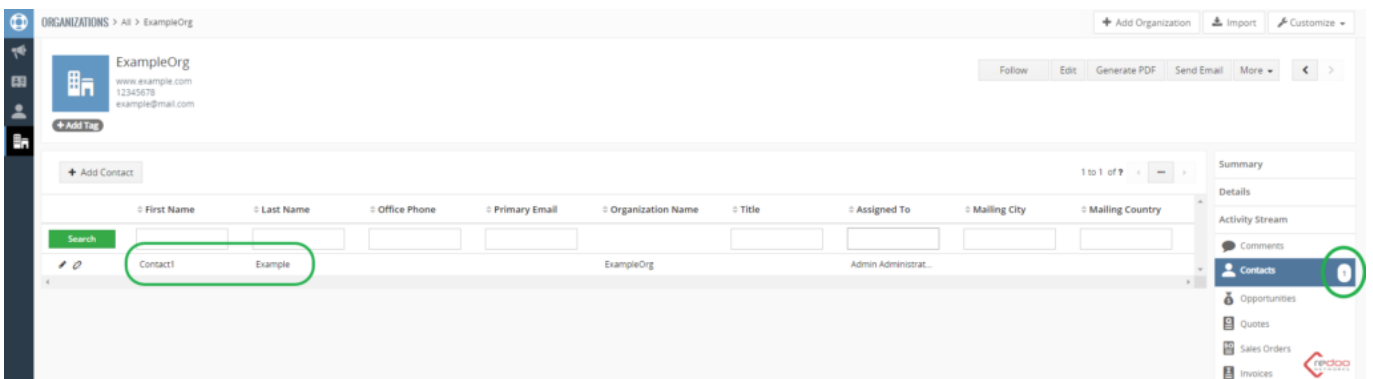 ORGANIZATIONS > All > ExampleOrg
+ Add Organization Import Customize
ExampleOrg
www.example.com
12345678
example@mail.com
+ Add Tag
Follow Edit Generate PDF Send Email More
+ Add Contact
1 to 1 of ?
First Name Last Name Office Phone Primary Email Organization Name Title Assigned To Mailing City Mailing Country
Search
Contact1 Example ExampleOrg Admin Administrat...
Summary
Details
Activity Stream
Comments
Contacts 1
Opportunities
Quotes
Sales Orders
Invoices
redoo
NETWORKS